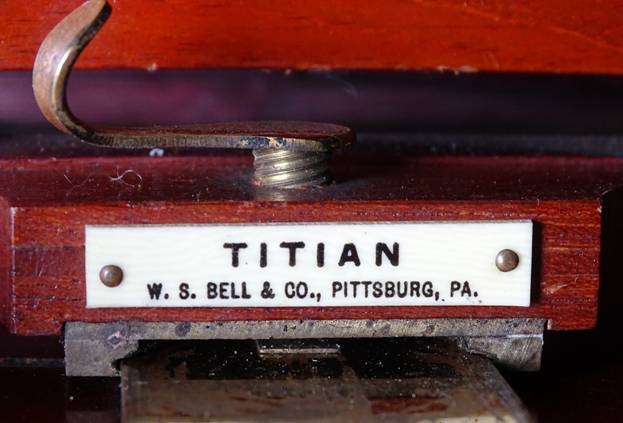 TITIAN
W. S. BELL & CO., PITTSBURG, PA.